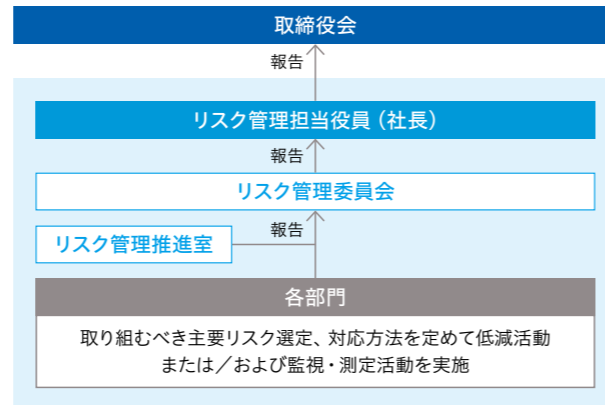 取締役会
報告
リスク管理担当役員（社長）
報告
リスク管理委員会
報告
リスク管理推進室
各部門
取り組むべき主要リスク選定、対応方法を定めて低減活動
または／および監視・測定活動を実施